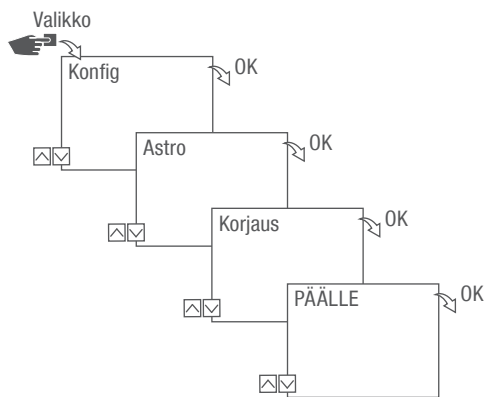 Valikko
Konfig
OK
Astro
OK
Korjaus
OK
PÄÄLLE
OK